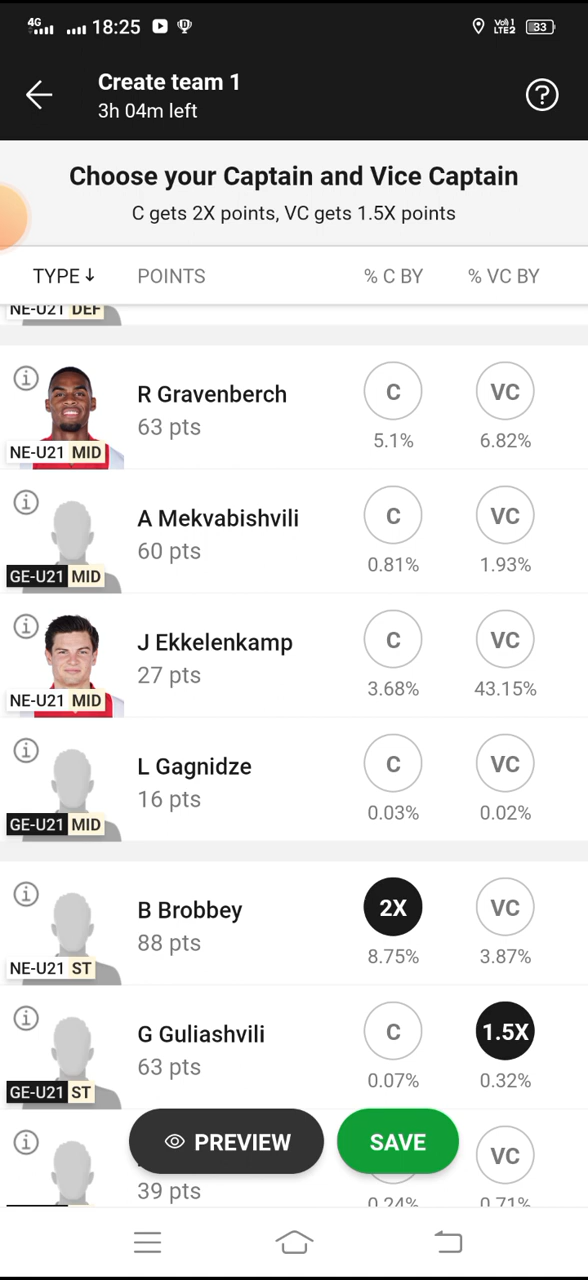 4G 18:25 Vo) 1 LTE2 33
Create team 1
3h 04m left
Choose your Captain and Vice Captain
C gets 2X points, VC gets 1.5X points
TYPE ↓ POINTS % C BY % VC BY
NE-U21 DEF
R Gravenberch C VC
63 pts
5.1% 6.82%
NE-U21 MID
A Mekvabishvili C VC
60 pts
0.81% 1.93%
GE-U21 MID
J Ekkelenkamp C VC
27 pts
3.68% 43.15%
NE-U21 MID
L Gagnidze C VC
16 pts
0.03% 0.02%
GE-U21 MID
B Brobbey 2X VC
88 pts
8.75% 3.87%
NE-U21 ST
G Guliashvili C 1.5X
63 pts
0.07% 0.32%
GE-U21 ST
PREVIEW SAVE VC
39 pts
0.24% 0.71%